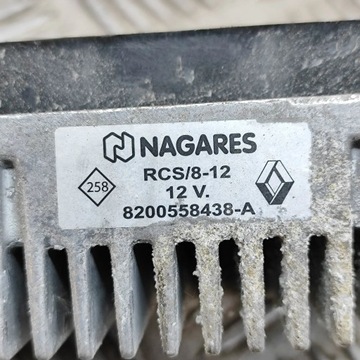 NAGARES
RCS/8-12
258
12 V.
8200558438-A